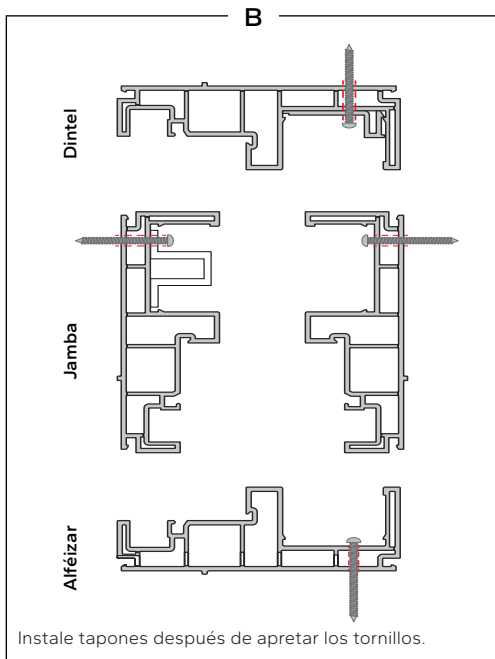 B
Dintel
Jamba
Alféizar
Instale tapones después de apretar los tornillos.